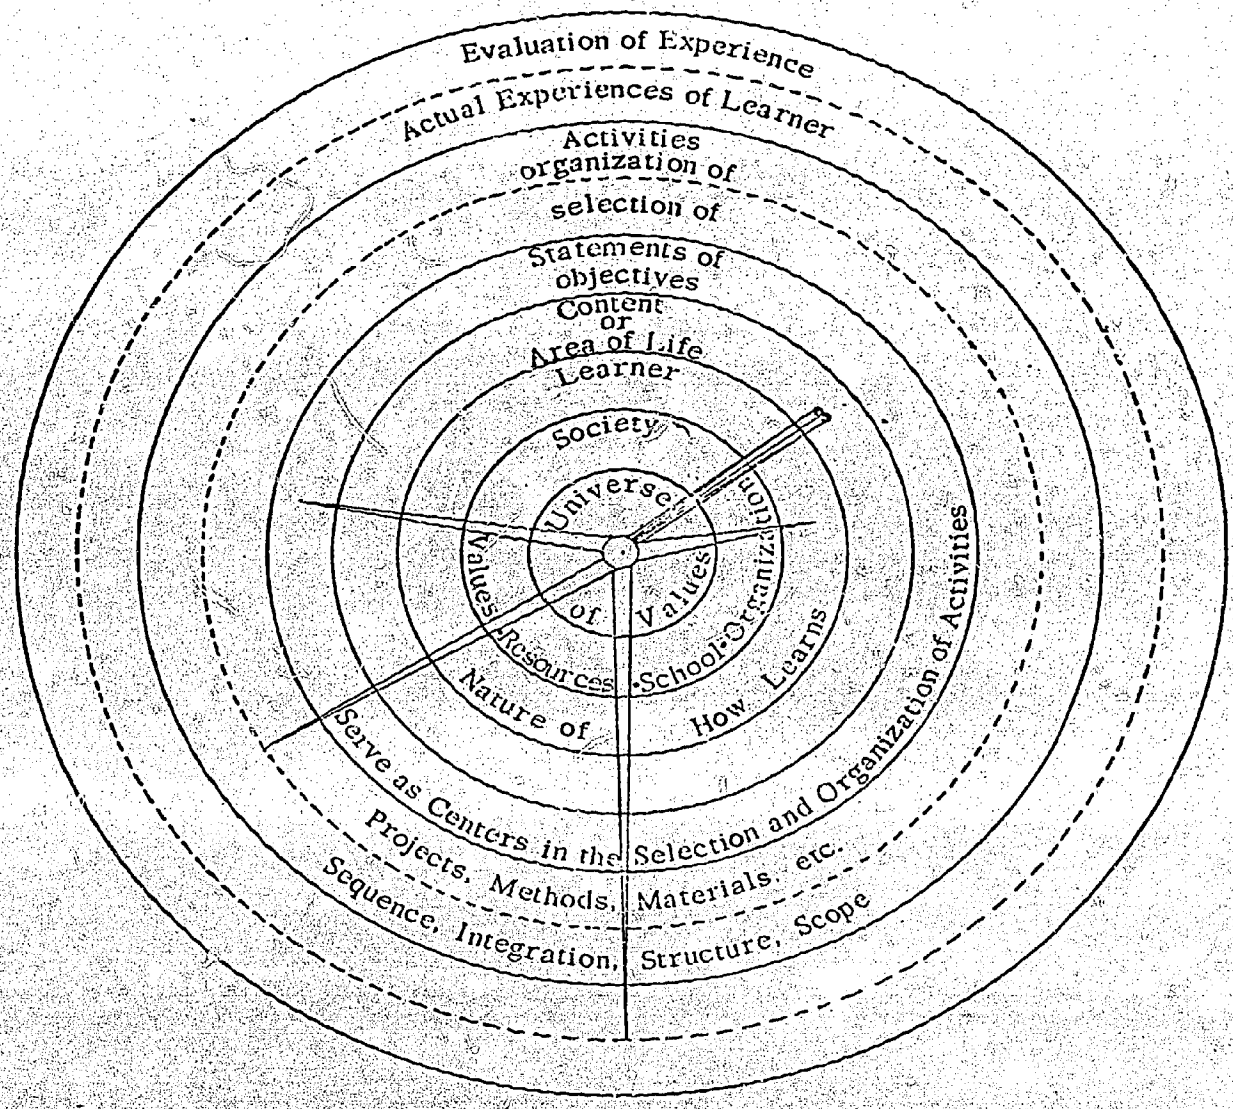 Evaluation of Experience
Actual Experiences of Learner
Activities
organization of
selection of
Statements of
objectives
Content
or
Area of Life
Learner
Society
Universe
of Values
Values·Resources·School·Organization
Nature of How Learns
Serve as Centers in the Selection and Organization of Activities
Projects, Methods, Materials, etc.
Sequence, Integration, Structure, Scope